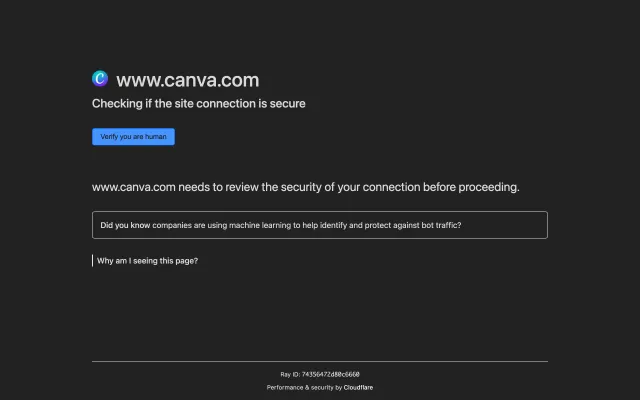 www.canva.com
Checking if the site connection is secure
Verify you are human
www.canva.com needs to review the security of your connection before proceeding.
Did you know companies are using machine learning to help identify and protect against bot traffic?
Why am I seeing this page?
Ray ID: 74356472d80c6660
Performance & security by Cloudflare